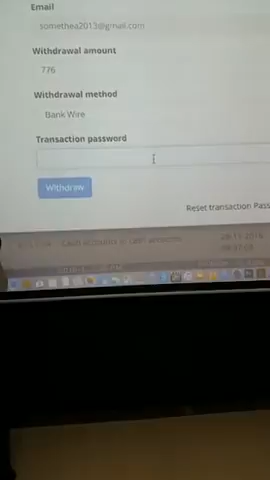 Email
somethea2013@gmail.com
Withdrawal amount
776
Withdrawal method
Bank Wire
Transaction password
Withdraw
Reset transaction Pass